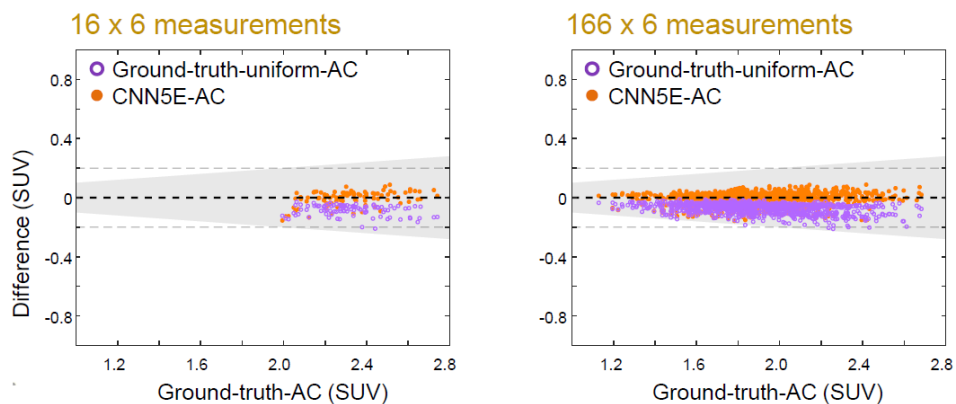 16 x 6 measurements
Difference (SUV)
0.8
0.4
0
-0.4
-0.8
Ground-truth-uniform-AC
CNN5E-AC
1.2 1.6 2.0 2.4 2.8
Ground-truth-AC (SUV)
166 x 6 measurements
0.8
0.4
0
-0.4
-0.8
Ground-truth-uniform-AC
CNN5E-AC
1.2 1.6 2.0 2.4 2.8
Ground-truth-AC (SUV)